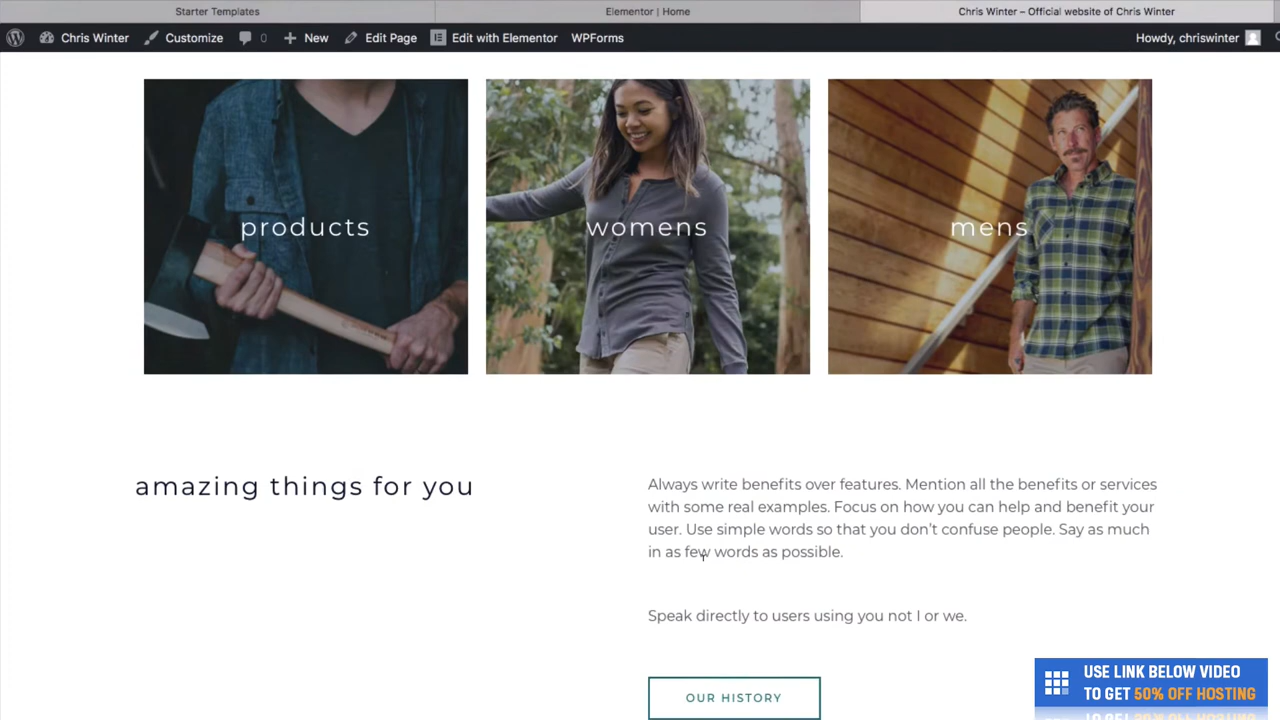 Starter Templates
Elementor | Home
Chris Winter – Official website of Chris Winter
Chris Winter
Customize
0
New
Edit Page
Edit with Elementor
WPForms
Howdy, chriswinter
products
womens
mens
amazing things for you
Always write benefits over features. Mention all the benefits or services
with some real examples. Focus on how you can help and benefit your
user. Use simple words so that you don’t confuse people. Say as much
in as few words as possible.
Speak directly to users using you not I or we.
OUR HISTORY
USE LINK BELOW VIDEO
TO GET 50% OFF HOSTING